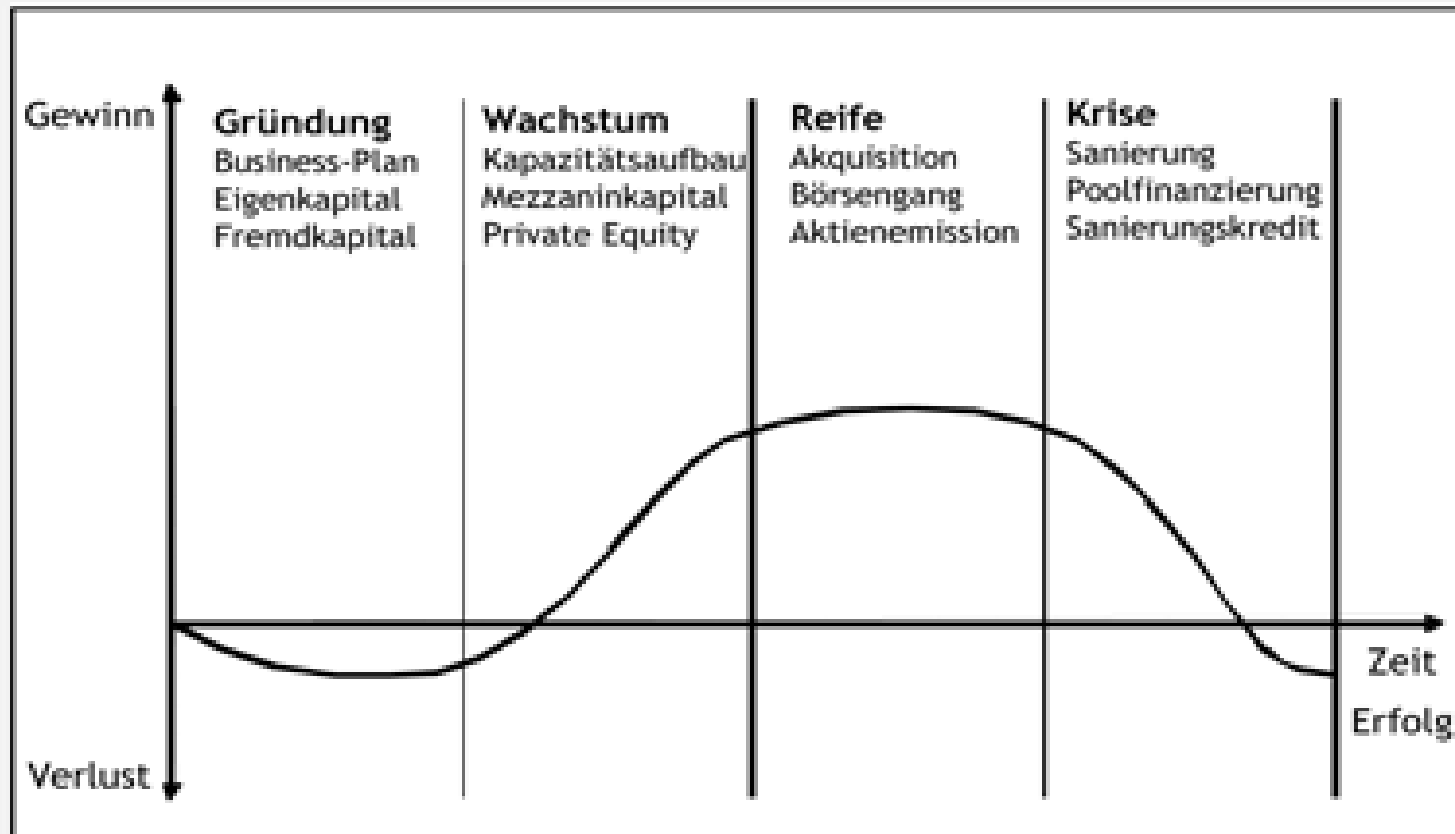 Gewinn
Gründung
Business-Plan
Eigenkapital
Fremdkapital
Wachstum
Kapazitätsaufbau
Mezzaninkapital
Private Equity
Reife
Akquisition
Börsengang
Aktienemission
Krise
Sanierung
Poolfinanzierung
Sanierungskredit
Zeit
Erfolg
Verlust